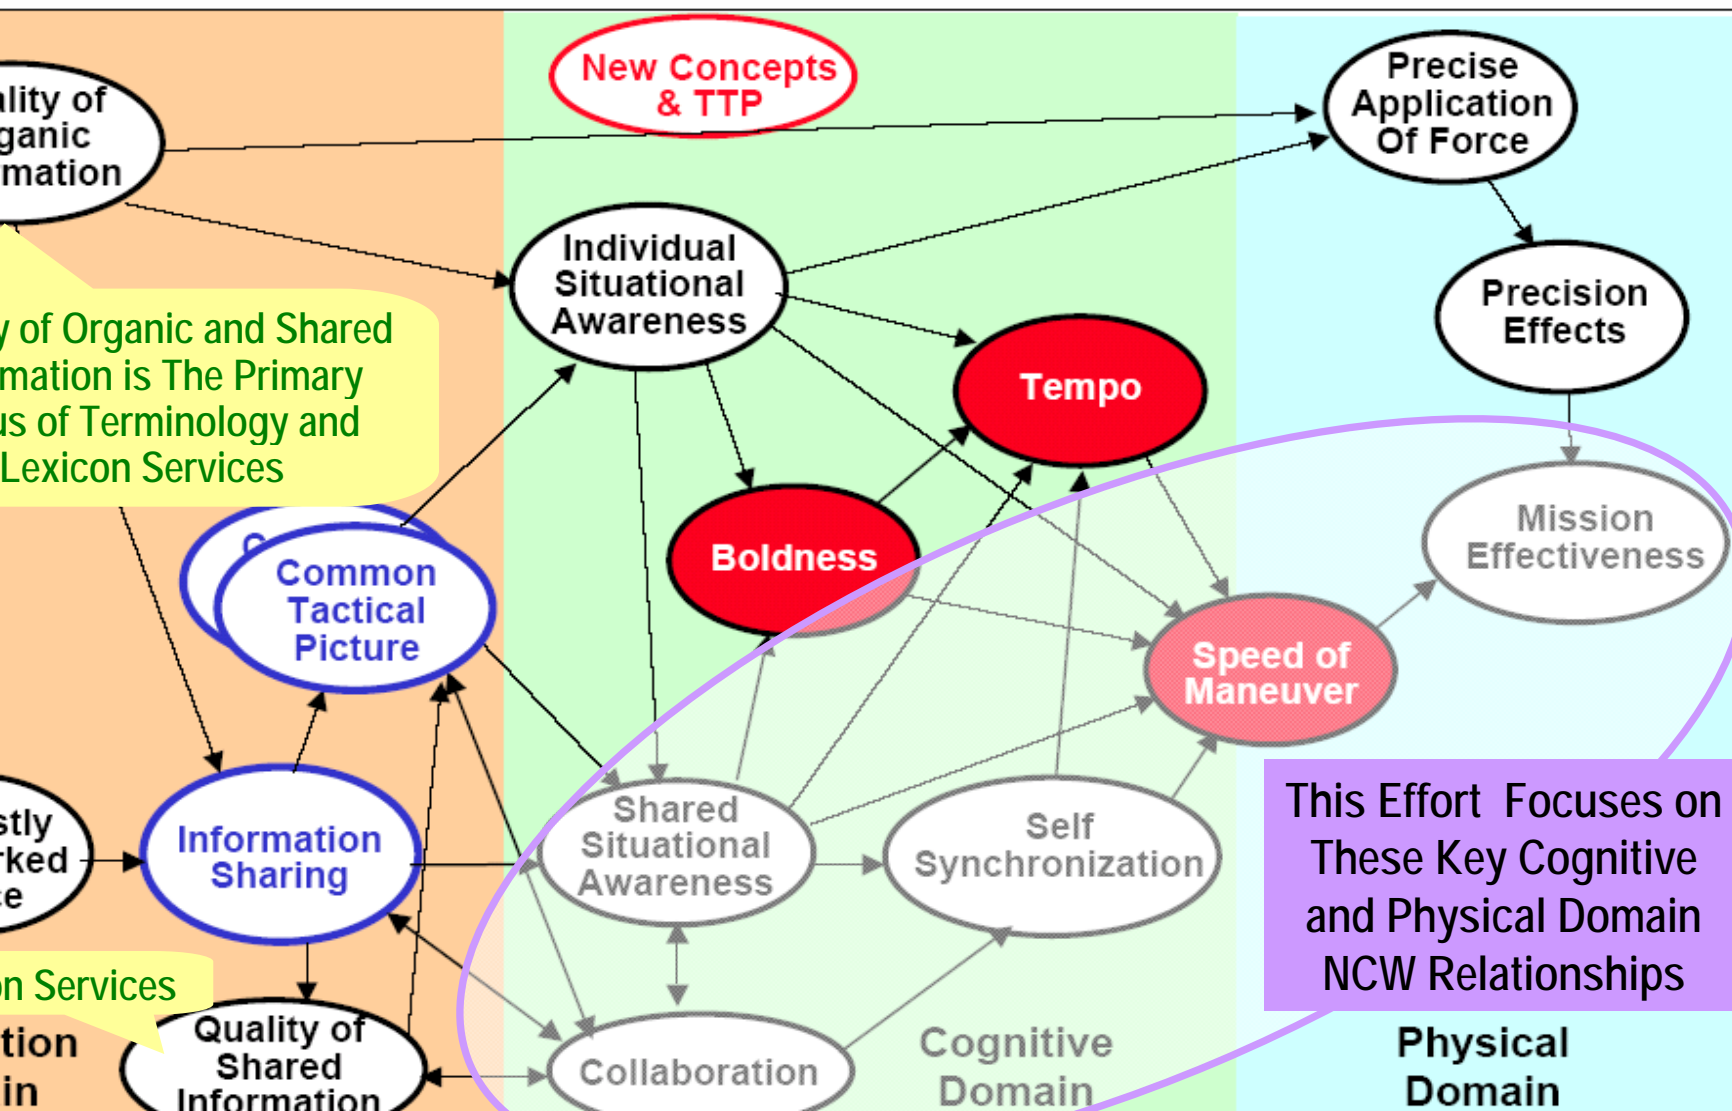 New Concepts
& TTP
Precise
Application
Of Force
ality of
ganic
mation
Individual
Situational
Awareness
Precision
Effects
y of Organic and Shared
mation is The Primary
us of Terminology and
Lexicon Services
Tempo
Boldness
Mission
Effectiveness
Common
Tactical
Picture
Speed of
Maneuver
stly
rked
e
Information
Sharing
Shared
Situational
Awareness
Self
Synchronization
This Effort Focuses on
These Key Cognitive
and Physical Domain
NCW Relationships
on Services
Quality of
Shared
Information
Collaboration
tion
in
Cognitive
Domain
Physical
Domain